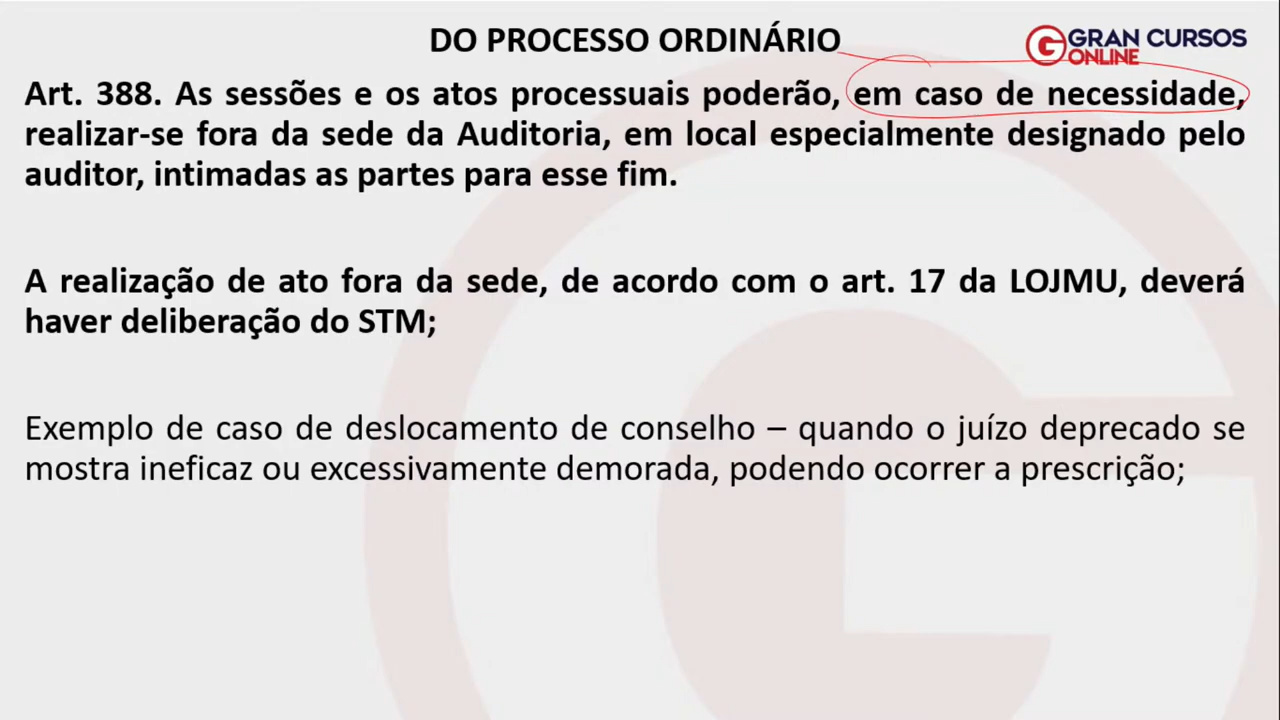 DO PROCESSO ORDINÁRIO
GRAN CURSOS
ONLINE
Art. 388. As sessões e os atos processuais poderão, em caso de necessidade,
realizar-se fora da sede da Auditoria, em local especialmente designado pelo
auditor, intimadas as partes para esse fim.
A realização de ato fora da sede, de acordo com o art. 17 da LOJMU, deverá
haver deliberação do STM;
Exemplo de caso de deslocamento de conselho – quando o juízo deprecado se
mostra ineficaz ou excessivamente demorada, podendo ocorrer a prescrição;